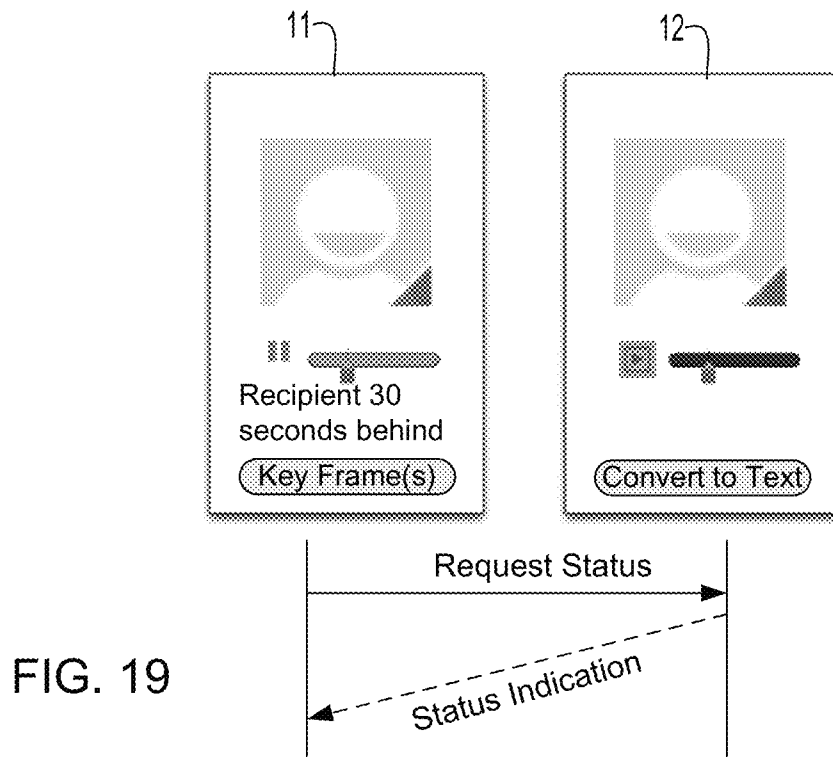 11
12
Recipient 30
seconds behind
Key Frame(s)
Convert to Text
Request Status
Status Indication
FIG. 19